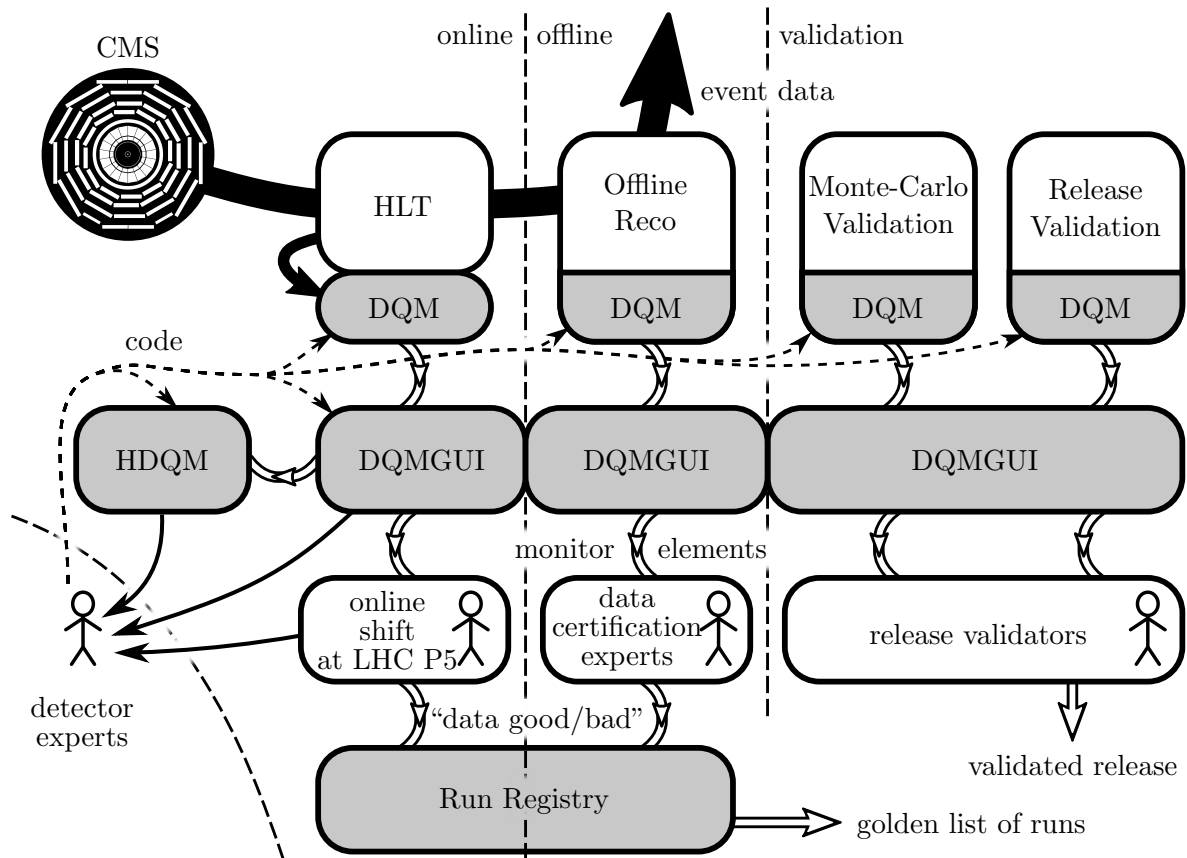 online
offline
validation
CMS
event data
HLT
Offline
Reco
Monte-Carlo
Validation
Release
Validation
DQM
DQM
DQM
DQM
code
HDQM
DQMGUI
DQMGUI
DQMGUI
monitor elements
online
shift
at LHC P5
data
certification
experts
release validators
detector
experts
“data good/bad”
validated release
Run Registry
golden list of runs